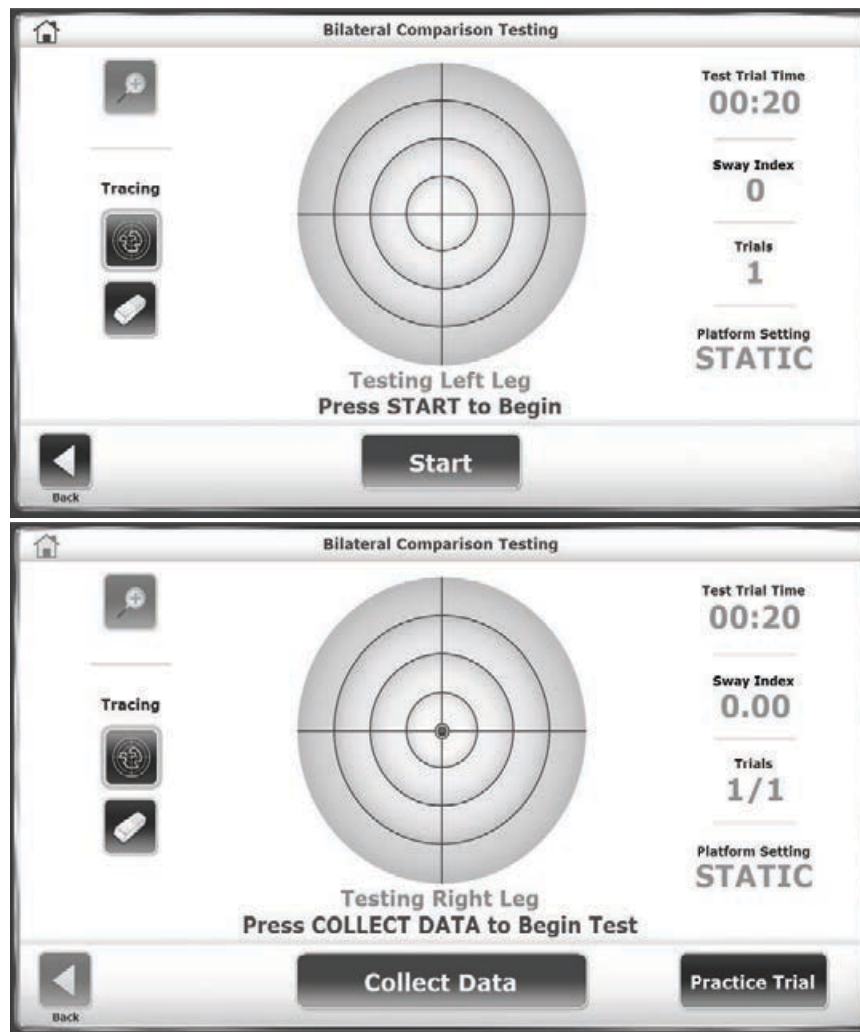 Bilateral Comparison Testing
Tracing
Test Trial Time
00:20
Sway Index
0
Trials
1
Platform Setting
STATIC
Testing Left Leg
Press START to Begin
Back
Start
Bilateral Comparison Testing
Tracing
Test Trial Time
00:20
Sway Index
0.00
Trials
1/1
Platform Setting
STATIC
Testing Right Leg
Press COLLECT DATA to Begin Test
Back
Collect Data
Practice Trial